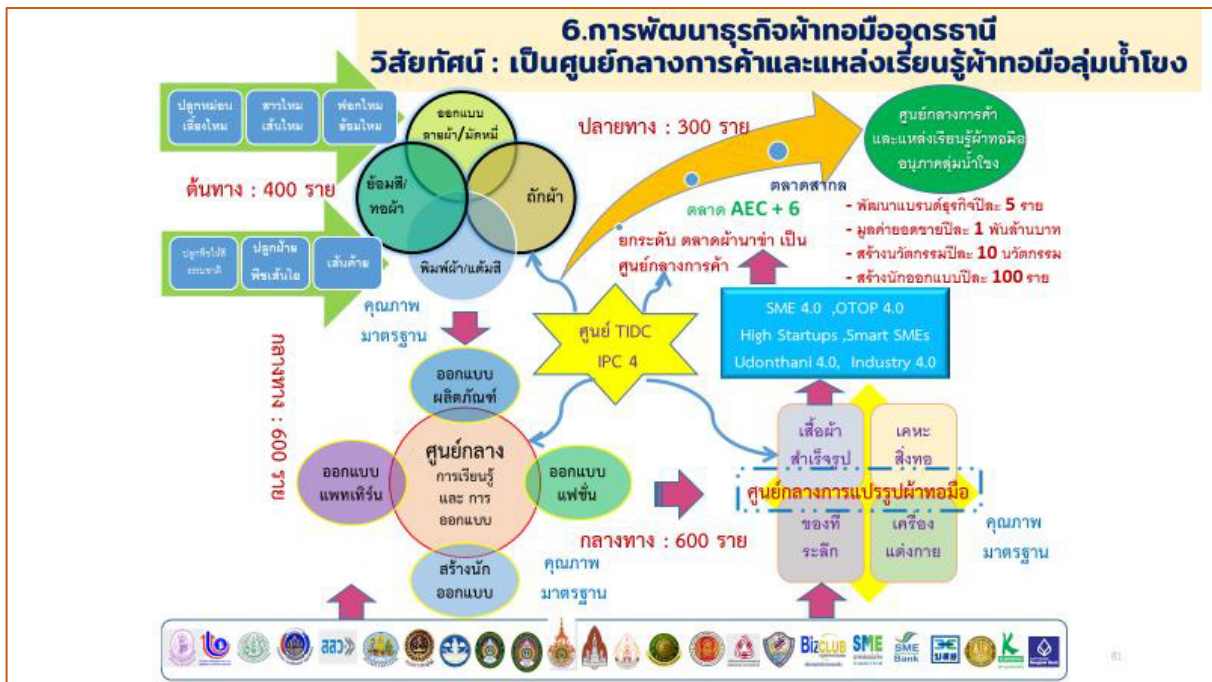 6.การพัฒนาธุรกิจผ้าทอมืออุดรธานี
วิสัยทัศน์ : เป็นศูนย์กลางการค้าและแหล่งเรียนรู้ผ้าทอมือลุ่มน้ำโขง
ปลูกหม่อน
เลี้ยงไหม
สาวไหม
เส้นไหม
ฟอกไหม
ย้อมไหม
ต้นทาง : 400 ราย
ปลูกฝ้าย
พืชเส้นใย
เส้นด้าย
ออกแบบ
ลายผ้า/มัดหมี่
ย้อมสี/
ทอผ้า
ถักผ้า
พิมพ์ผ้า/แต้มสี
คุณภาพ
มาตรฐาน
ปลายทาง : 300 ราย
ตลาดสากล
ตลาด AEC + 6
ยกระดับ ตลาดผ้านาข่า เป็น
ศูนย์กลางการค้า
ศูนย์กลางการค้า
และแหล่งเรียนรู้ผ้าทอมือ
อนุภาคลุ่มน้ำโขง
- พัฒนาแบรนด์ธุรกิจปีละ 5 ราย
- มูลค่ายอดขายปีละ 1 พันล้านบาท
- สร้างนวัตกรรมปีละ 10 นวัตกรรม
- สร้างนักออกแบบปีละ 100 ราย
SME 4.0 ,OTOP 4.0
High Startups ,Smart SMEs
Udonthani 4.0, Industry 4.0
ศูนย์ TIDC
IPC 4
กลางทาง : 600 ราย
ออกแบบ
ผลิตภัณฑ์
ออกแบบ
แพทเทิร์น
ศูนย์กลาง
การเรียนรู้
และ การ
ออกแบบ
ออกแบบ
แฟชั่น
สร้างนัก
ออกแบบ
คุณภาพ
มาตรฐาน
กลางทาง : 600 ราย
เสื้อผ้า
สำเร็จรูป
เคหะ
สิ่งทอ
ศูนย์กลางการแปรรูปผ้าทอมือ
ของที่
ระลึก
เครื่อง
แต่งกาย
คุณภาพ
มาตรฐาน
สสว
BizCLUB
SME
SME
Bank
บสย
81